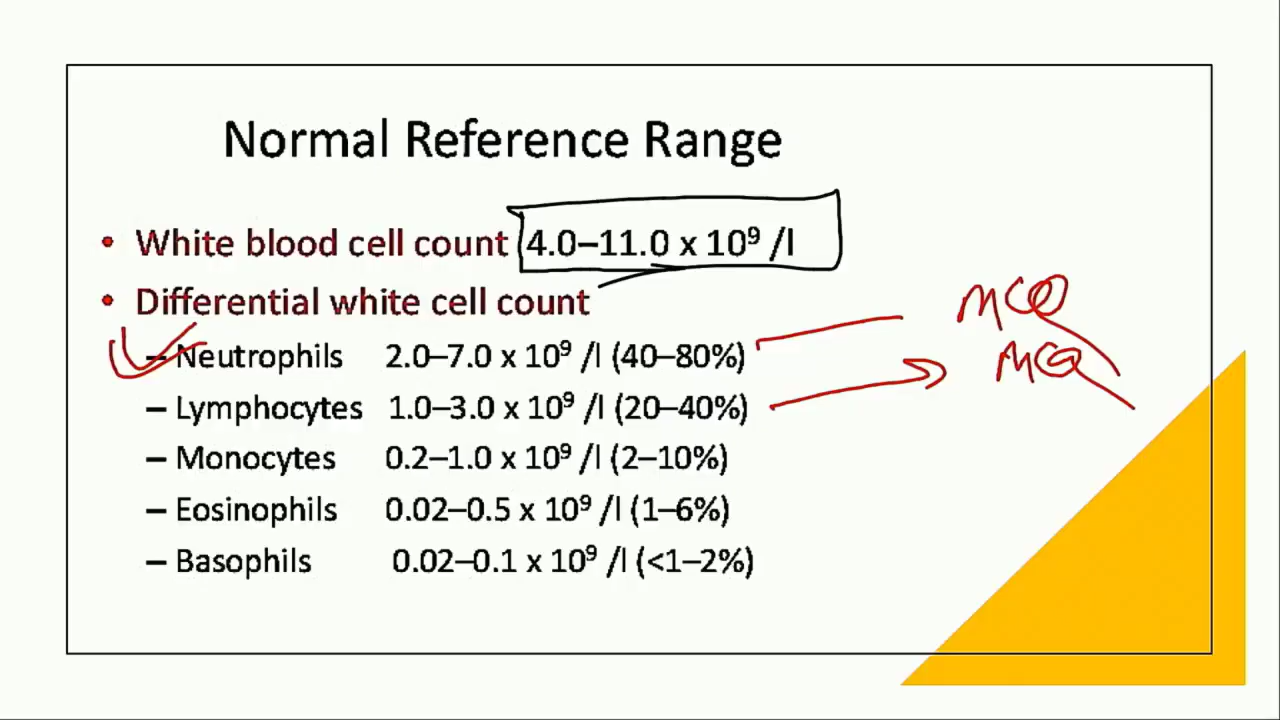 Normal Reference Range
• White blood cell count 4.0–11.0 x 10⁹ /l
• Differential white cell count
– Neutrophils 2.0–7.0 x 10⁹ /l (40–80%)
MCQ
– Lymphocytes 1.0–3.0 x 10⁹ /l (20–40%)
MCQ
– Monocytes 0.2–1.0 x 10⁹ /l (2–10%)
– Eosinophils 0.02–0.5 x 10⁹ /l (1–6%)
– Basophils 0.02–0.1 x 10⁹ /l (<1–2%)